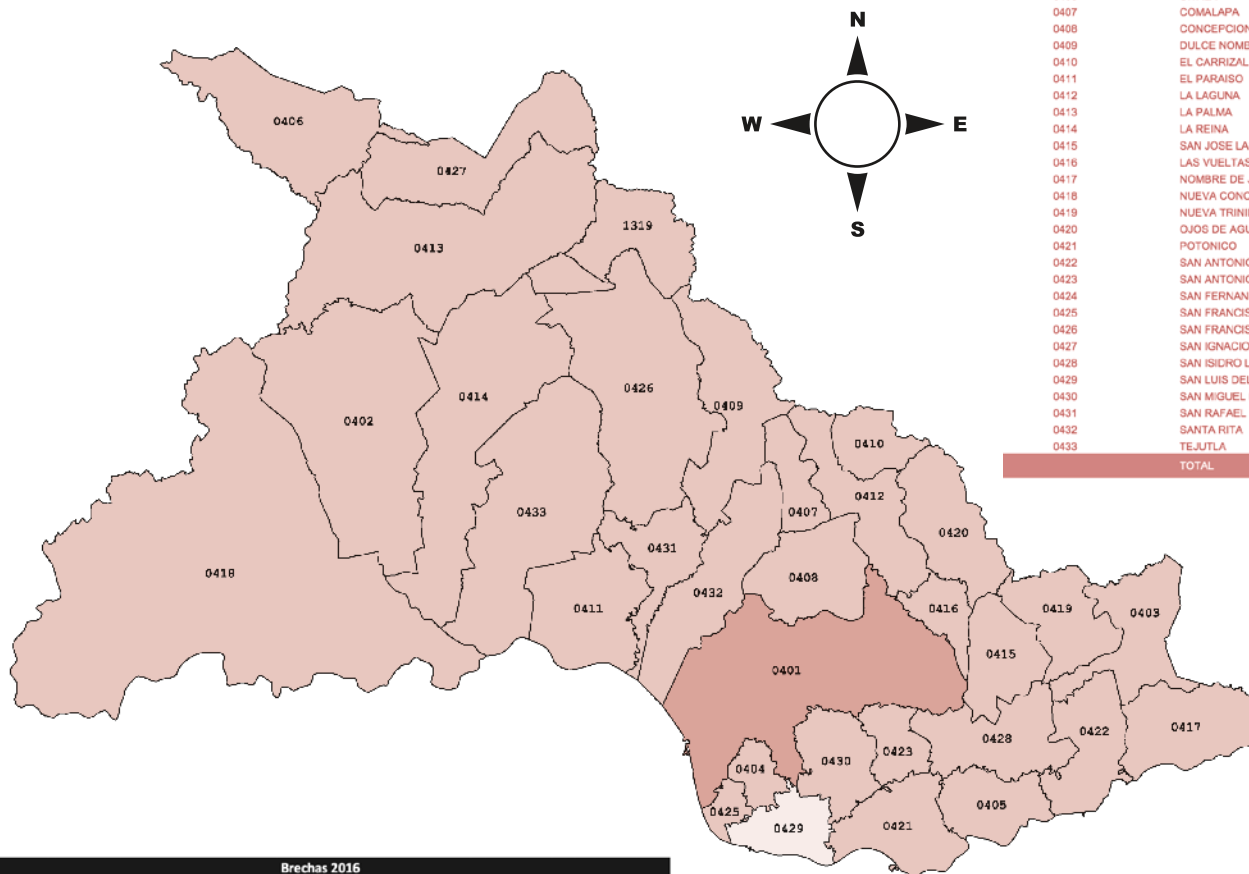 N
W E
S
0407 COMALAPA
0408 CONCEPCION
0409 DULCE NOMB
0410 EL CARRIZAL
0411 EL PARAISO
0412 LA LAGUNA
0413 LA PALMA
0414 LA REINA
0415 SAN JOSE LA
0416 LAS VUELTAS
0417 NOMBRE DE
0418 NUEVA CONC
0419 NUEVA TRINI
0420 OJOS DE AGU
0421 POTONICO
0422 SAN ANTONIO
0423 SAN ANTONIO
0424 SAN FERNAN
0425 SAN FRANCIS
0426 SAN FRANCIS
0427 SAN IGNACIO
0428 SAN ISIDRO L
0429 SAN LUIS DEL
0430 SAN MIGUEL
0431 SAN RAFAEL
0432 SANTA RITA
0433 TEJUTLA
TOTAL
0406
0427
1319
0413
0426
0414
0409
0402
0410
0412
0433
0407
0420
0431
0418
0408
0432
0411
0416
0419
0403
0415
0401
0417
0422
0428
0423
0430
0404
0405
0425
0421
0429
Brechas 2016